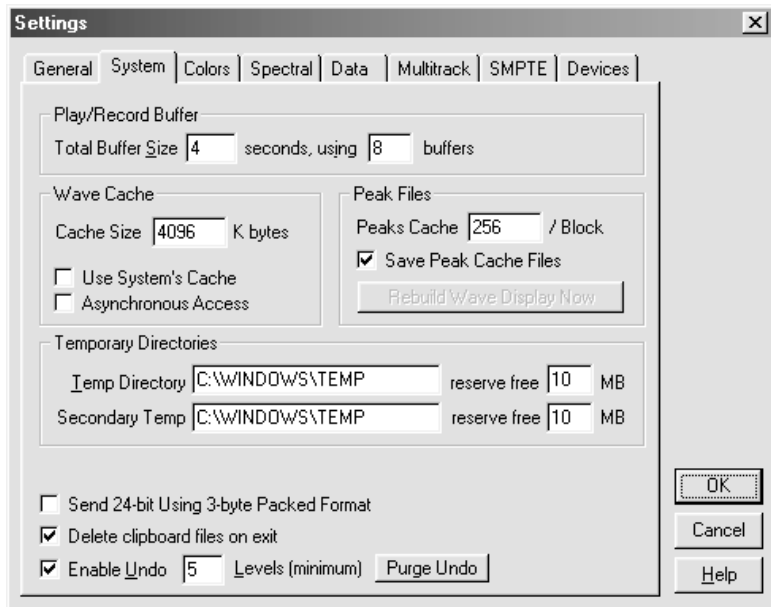 Settings
General System Colors Spectral Data Multitrack SMPTE Devices
Play/Record Buffer
Total Buffer Size 4 seconds, using 8 buffers
Wave Cache
Cache Size 4096 K bytes
Use System's Cache
Asynchronous Access
Peak Files
Peaks Cache 256 / Block
Save Peak Cache Files
Rebuild Wave Display Now
Temporary Directories
Temp Directory C:\WINDOWS\TEMP reserve free 10 MB
Secondary Temp C:\WINDOWS\TEMP reserve free 10 MB
Send 24-bit Using 3-byte Packed Format
Delete clipboard files on exit
Enable Undo 5 Levels (minimum) Purge Undo
OK
Cancel
Help